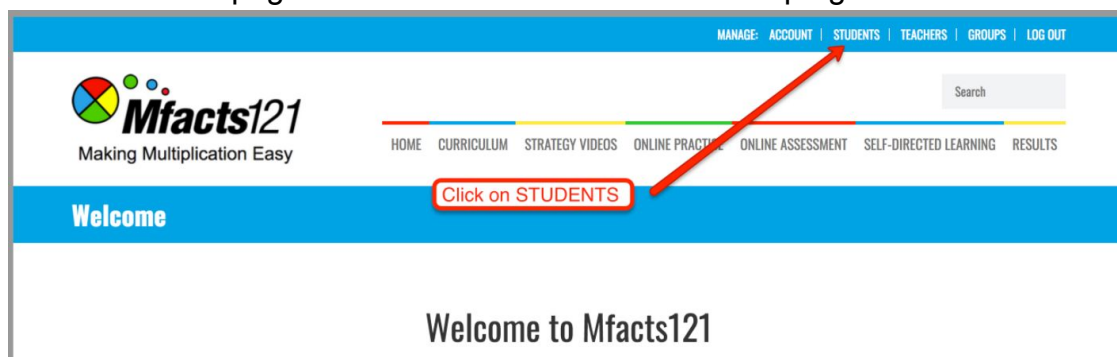 MANAGE: ACCOUNT | STUDENTS | TEACHERS | GROUPS | LOG OUT
Search
Mfacts121
Making Multiplication Easy
HOME CURRICULUM STRATEGY VIDEOS ONLINE PRACTICE ONLINE ASSESSMENT SELF-DIRECTED LEARNING RESULTS
Click on STUDENTS
Welcome
Welcome to Mfacts121